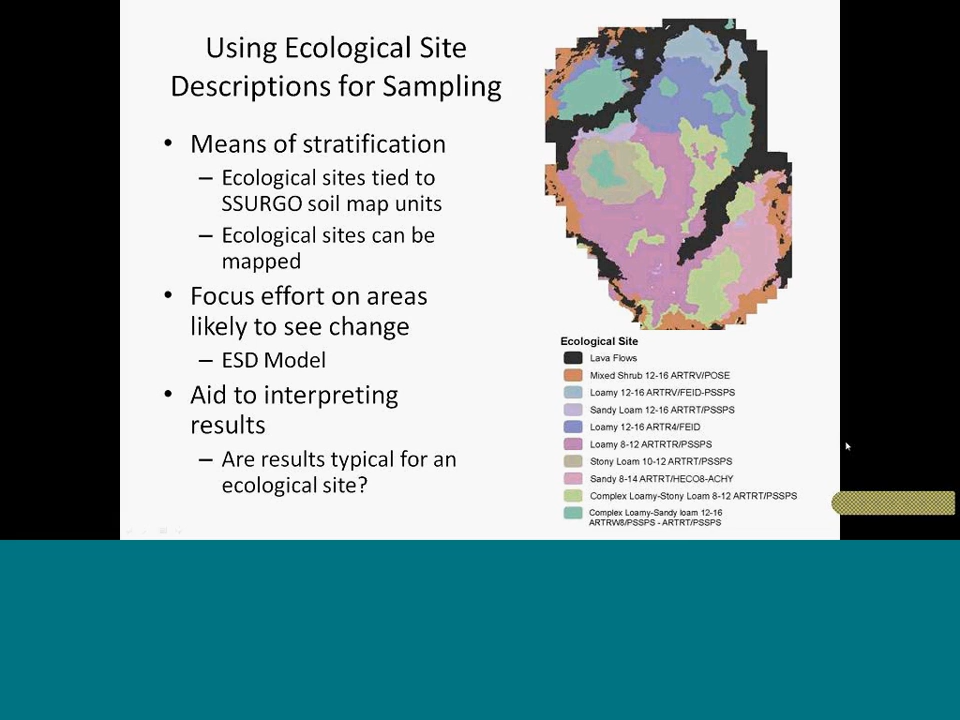 Using Ecological Site
Descriptions for Sampling
• Means of stratification
– Ecological sites tied to
SSURGO soil map units
– Ecological sites can be
mapped
• Focus effort on areas
likely to see change
– ESD Model
• Aid to interpreting
results
– Are results typical for an
ecological site?
Ecological Site
Lava Flows
Mixed Shrub 12-16 ARTRV/POSE
Loamy 12-16 ARTRV/FEID-PSSPS
Sandy Loam 12-16 ARTRT/PSSPS
Loamy 12-16 ARTR4/FEID
Loamy 8-12 ARTRTR/PSSPS
Stony Loam 10-12 ARTRT/PSSPS
Sandy 8-14 ARTRT/HECO8-ACHY
Complex Loamy-Stony Loam 8-12 ARTRT/PSSPS
Complex Loamy-Sandy loam 12-16
ARTRW8/PSSPS - ARTRT/PSSPS